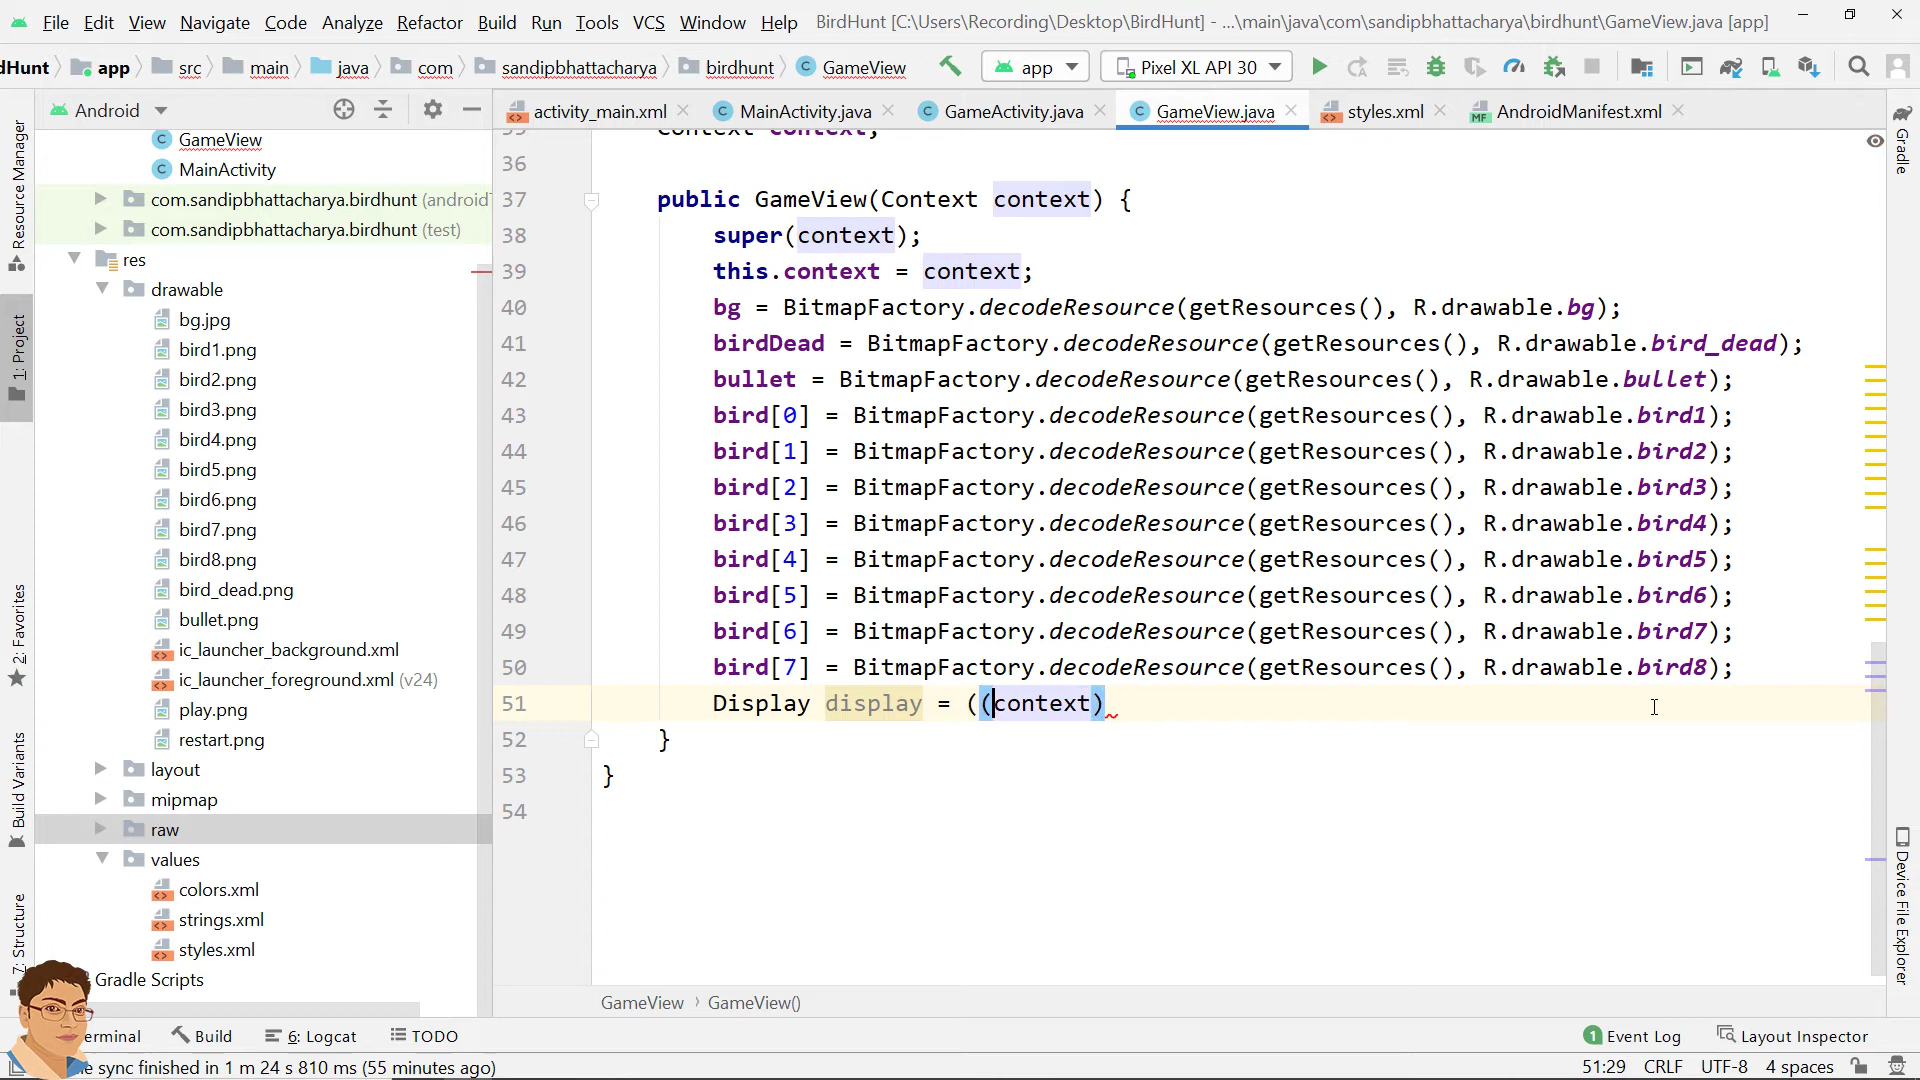 File Edit View Navigate Code Analyze Refactor Build Run Tools VCS Window Help BirdHunt [C:\Users\Recording\Desktop\BirdHunt] - ...\main\java\com\sandipbhattacharya\birdhunt\GameView.java [app]
dHunt app src main java com sandipbhattacharya birdhunt GameView app Pixel XL API 30
Android
activity_main.xml MainActivity.java GameActivity.java GameView.java styles.xml AndroidManifest.xml
Resource Manager
1: Project
2: Favorites
Build Variants
7: Structure
GameView
MainActivity
com.sandipbhattacharya.birdhunt (android
com.sandipbhattacharya.birdhunt (test)
res
drawable
bg.jpg
bird1.png
bird2.png
bird3.png
bird4.png
bird5.png
bird6.png
bird7.png
bird8.png
bird_dead.png
bullet.png
ic_launcher_background.xml
ic_launcher_foreground.xml (v24)
play.png
restart.png
layout
mipmap
raw
values
colors.xml
strings.xml
styles.xml
Gradle Scripts
Context context;
36
37 public GameView(Context context) {
38 super(context);
39 this.context = context;
40 bg = BitmapFactory.decodeResource(getResources(), R.drawable.bg);
41 birdDead = BitmapFactory.decodeResource(getResources(), R.drawable.bird_dead);
42 bullet = BitmapFactory.decodeResource(getResources(), R.drawable.bullet);
43 bird[0] = BitmapFactory.decodeResource(getResources(), R.drawable.bird1);
44 bird[1] = BitmapFactory.decodeResource(getResources(), R.drawable.bird2);
45 bird[2] = BitmapFactory.decodeResource(getResources(), R.drawable.bird3);
46 bird[3] = BitmapFactory.decodeResource(getResources(), R.drawable.bird4);
47 bird[4] = BitmapFactory.decodeResource(getResources(), R.drawable.bird5);
48 bird[5] = BitmapFactory.decodeResource(getResources(), R.drawable.bird6);
49 bird[6] = BitmapFactory.decodeResource(getResources(), R.drawable.bird7);
50 bird[7] = BitmapFactory.decodeResource(getResources(), R.drawable.bird8);
51 Display display = ((context)
52 }
53 }
54
Gradle
Device File Explorer
GameView GameView()
erminal Build 6: Logcat TODO 1 Event Log Layout Inspector
sync finished in 1 m 24 s 810 ms (55 minutes ago) 51:29 CRLF UTF-8 4 spaces